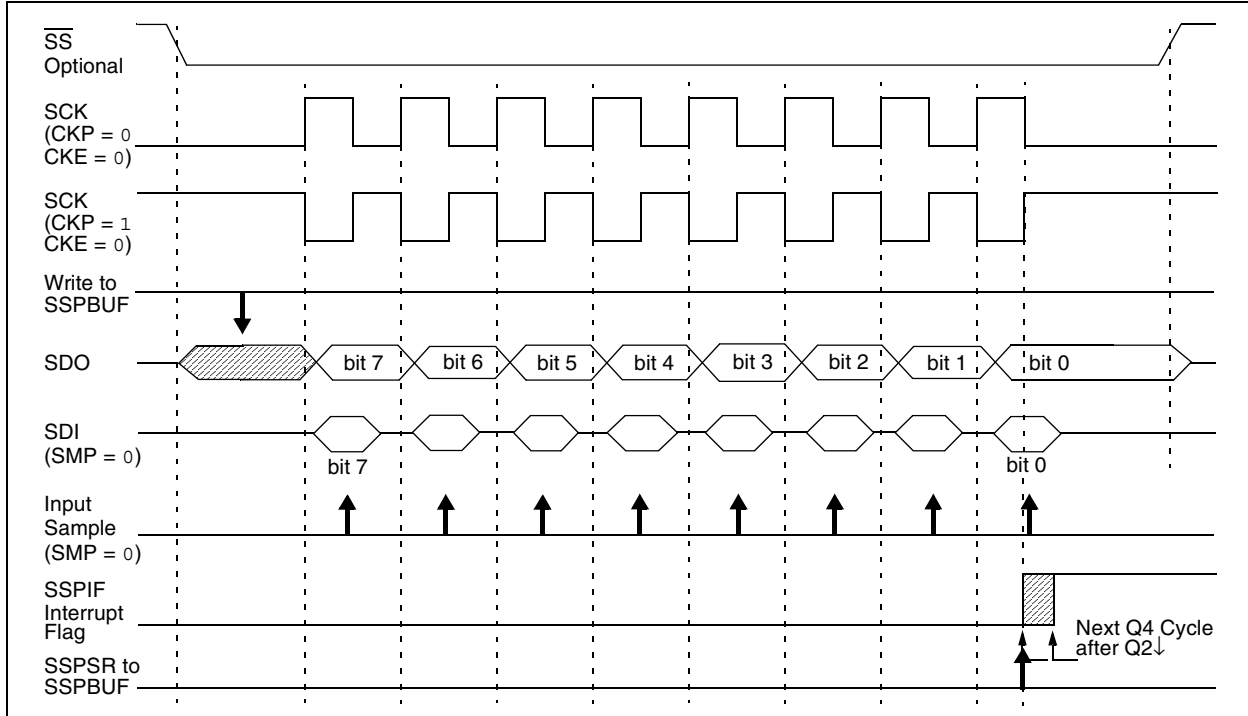 SS
Optional
SCK
(CKP = 0
CKE = 0)
SCK
(CKP = 1
CKE = 0)
Write to
SSPBUF
SDO
bit 7 bit 6 bit 5 bit 4 bit 3 bit 2 bit 1 bit 0
SDI
(SMP = 0)
bit 7 bit 0
Input
Sample
(SMP = 0)
SSPIF
Interrupt
Flag
Next Q4 Cycle
after Q2↓
SSPSR to
SSPBUF